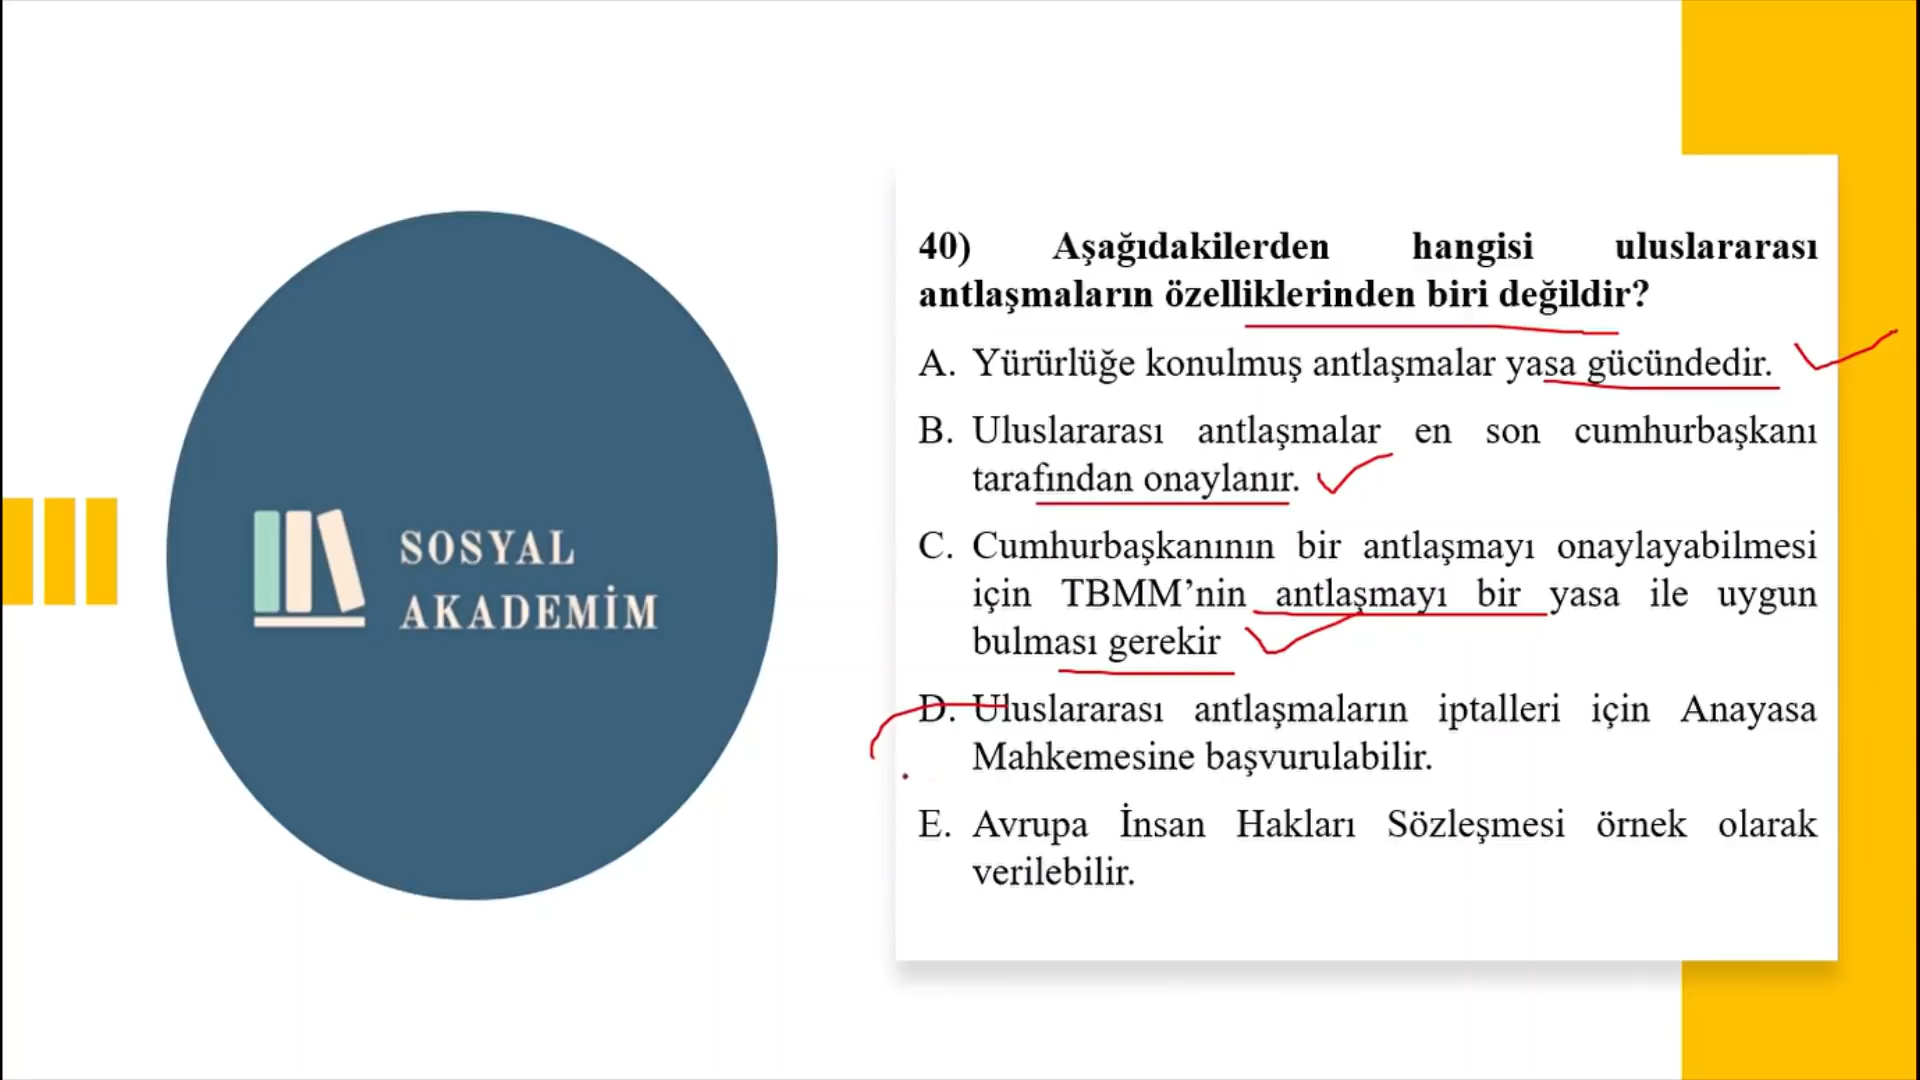 SOSYAL
AKADEMİM
40) Aşağıdakilerden hangisi uluslararası
antlaşmaların özelliklerinden biri değildir?
A. Yürürlüğe konulmuş antlaşmalar yasa gücündedir.
B. Uluslararası antlaşmalar en son cumhurbaşkanı
tarafından onaylanır.
C. Cumhurbaşkanının bir antlaşmayı onaylayabilmesi
için TBMM’nin antlaşmayı bir yasa ile uygun
bulması gerekir
D. Uluslararası antlaşmaların iptalleri için Anayasa
Mahkemesine başvurulabilir.
E. Avrupa İnsan Hakları Sözleşmesi örnek olarak
verilebilir.